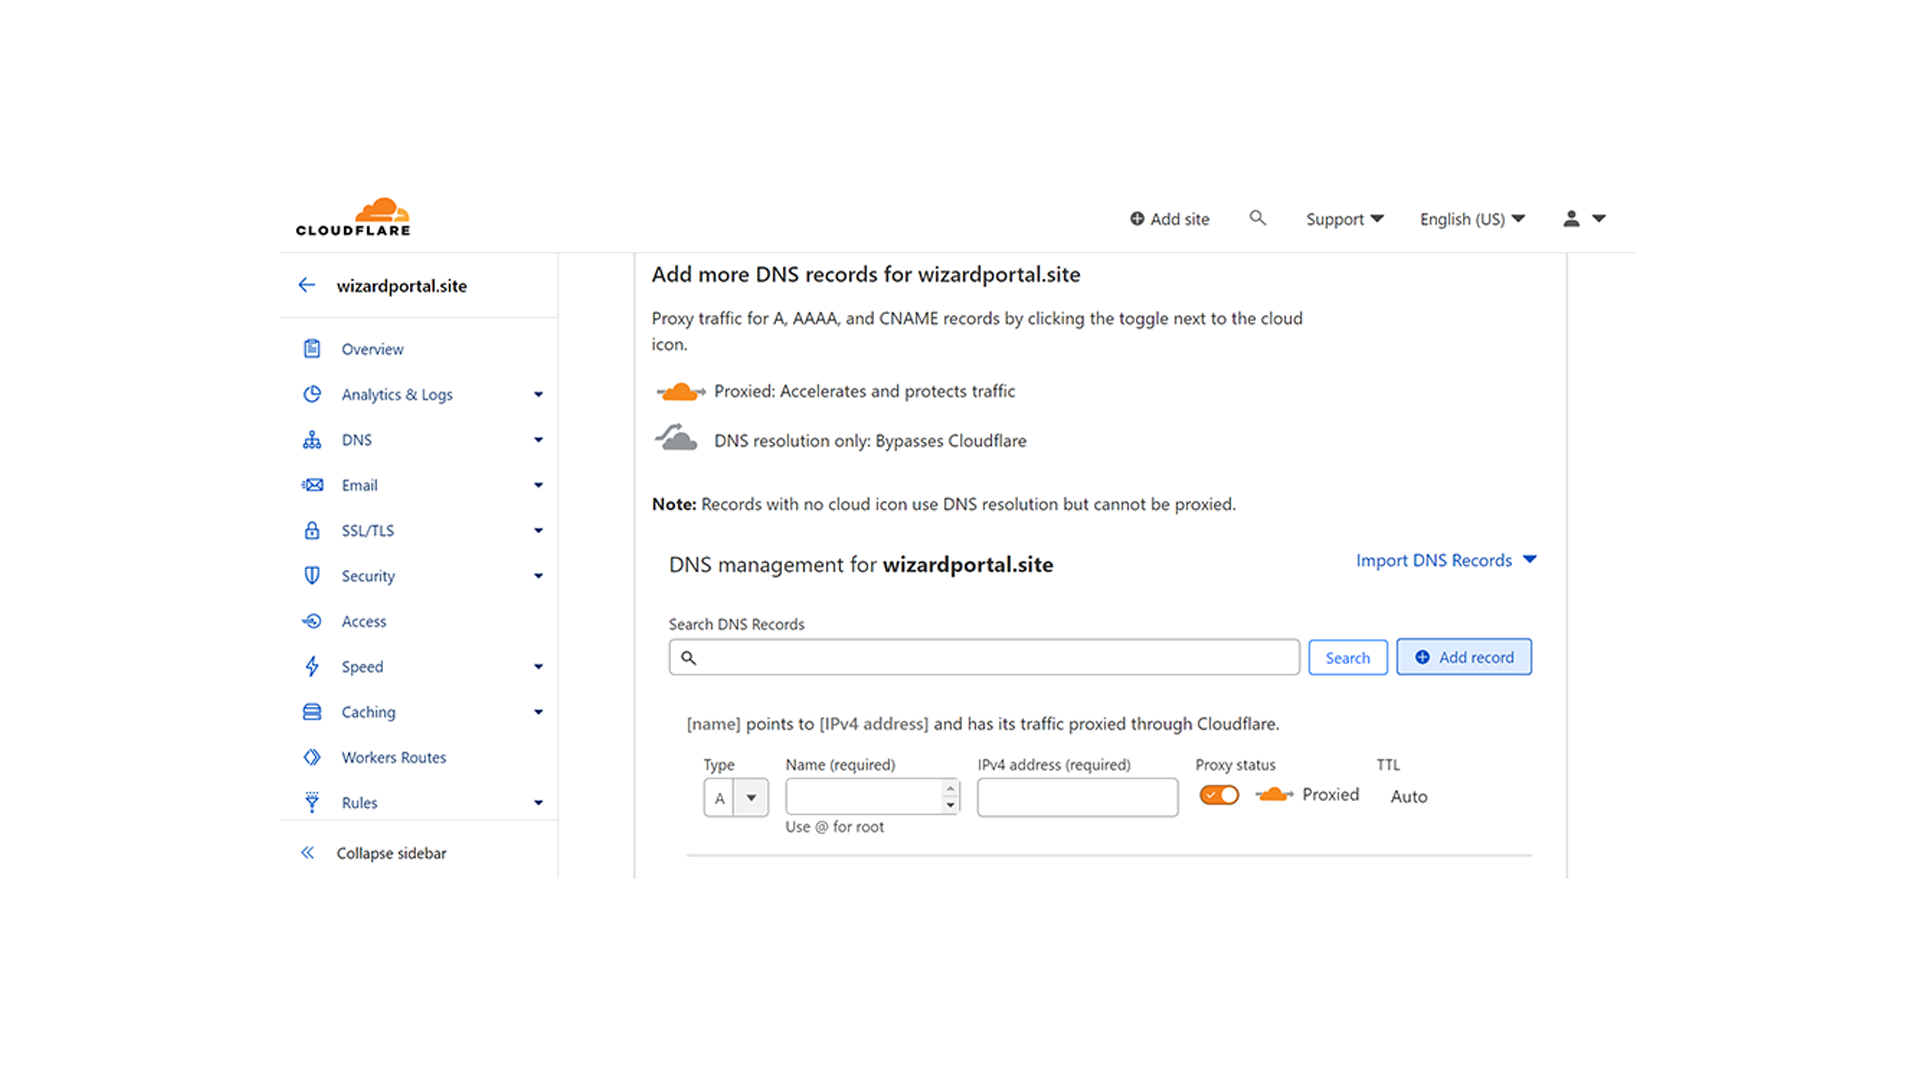 CLOUDFLARE
Add site
Support
English (US)
wizardportal.site
Overview
Analytics & Logs
DNS
Email
SSL/TLS
Security
Access
Speed
Caching
Workers Routes
Rules
Collapse sidebar
Add more DNS records for wizardportal.site
Proxy traffic for A, AAAA, and CNAME records by clicking the toggle next to the cloud
icon.
Proxied: Accelerates and protects traffic
DNS resolution only: Bypasses Cloudflare
Note: Records with no cloud icon use DNS resolution but cannot be proxied.
DNS management for wizardportal.site
Import DNS Records
Search DNS Records
Search
Add record
[name] points to [IPv4 address] and has its traffic proxied through Cloudflare.
Type
Name (required)
IPv4 address (required)
Proxy status
TTL
A
Proxied
Auto
Use @ for root